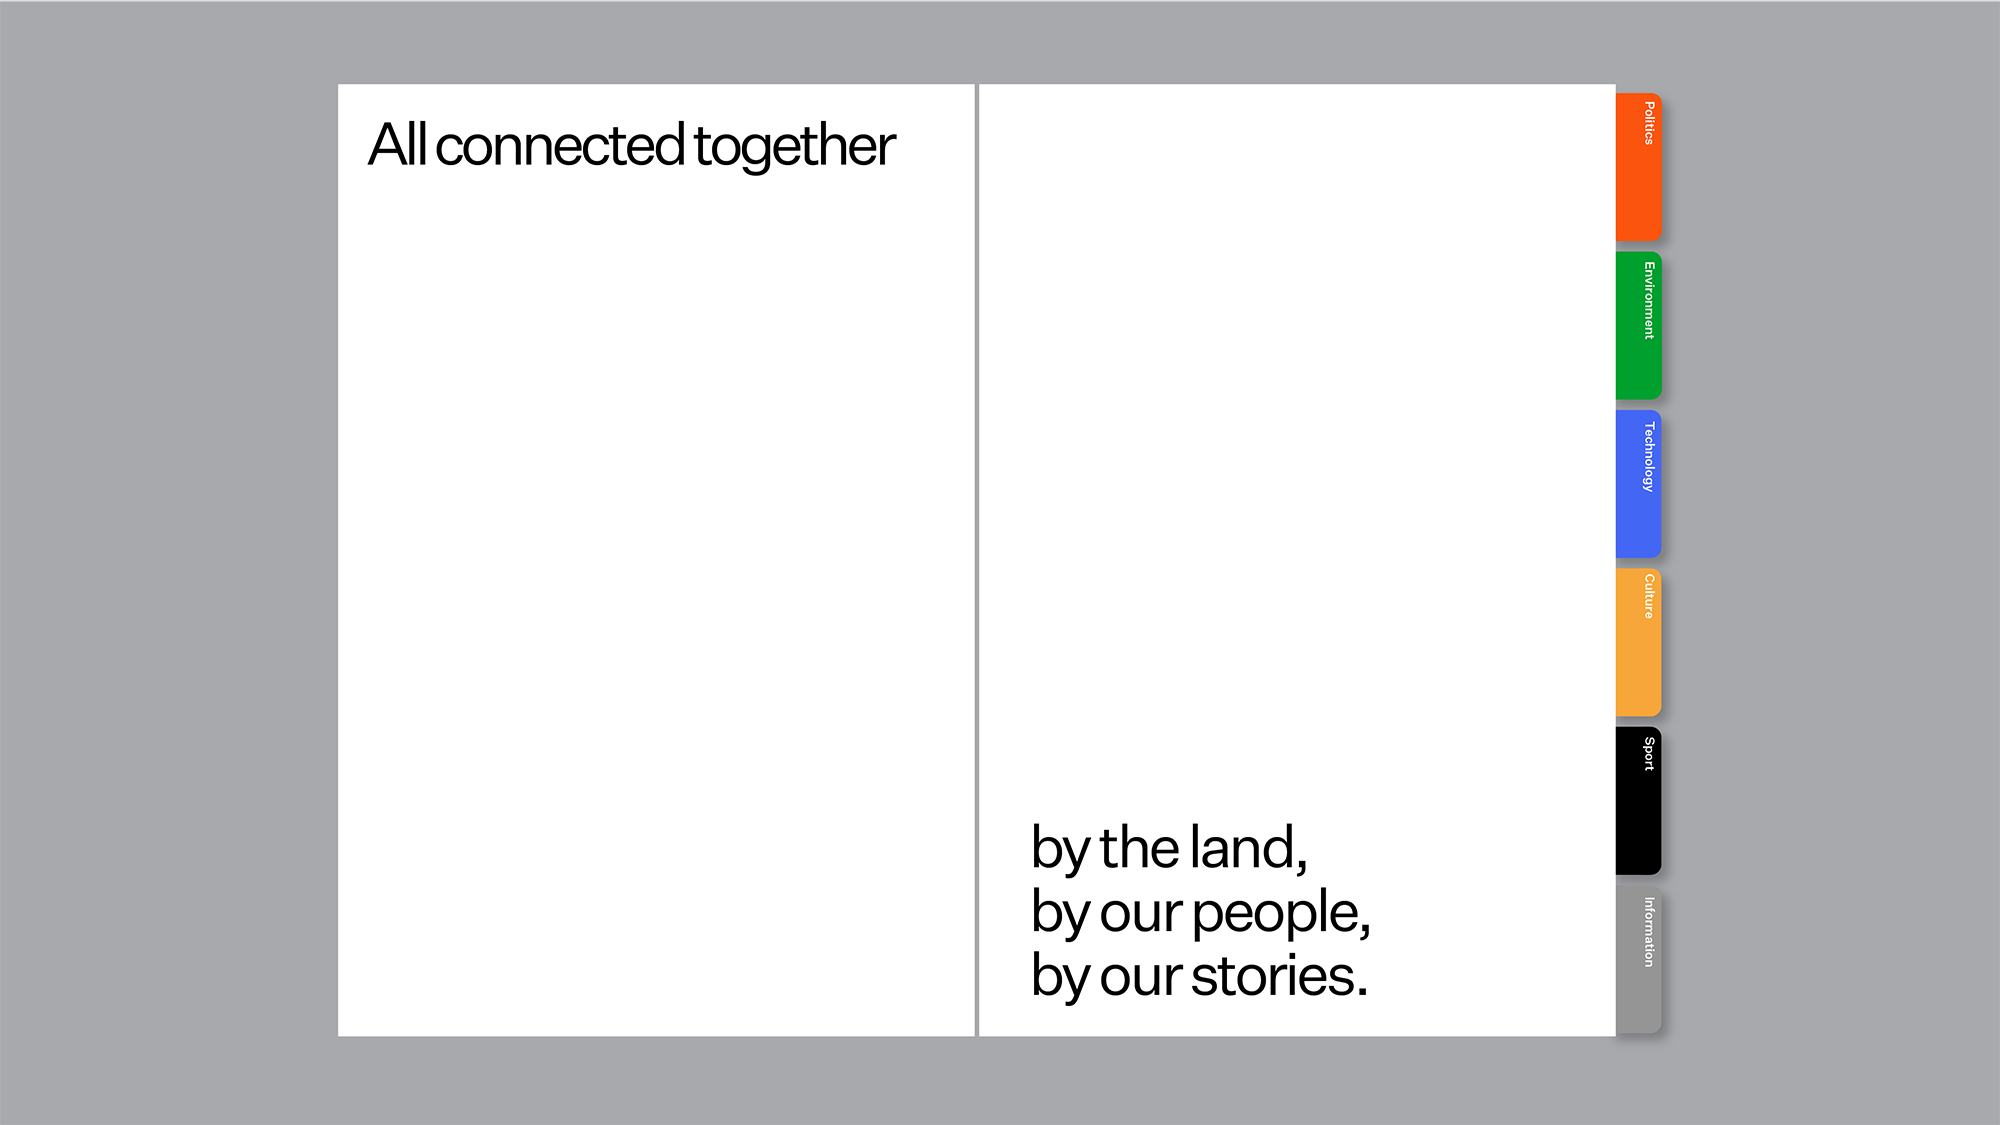 All connected together
by the land,
by our people,
by our stories.
Politics
Environment
Technology
Culture
Sport
Information